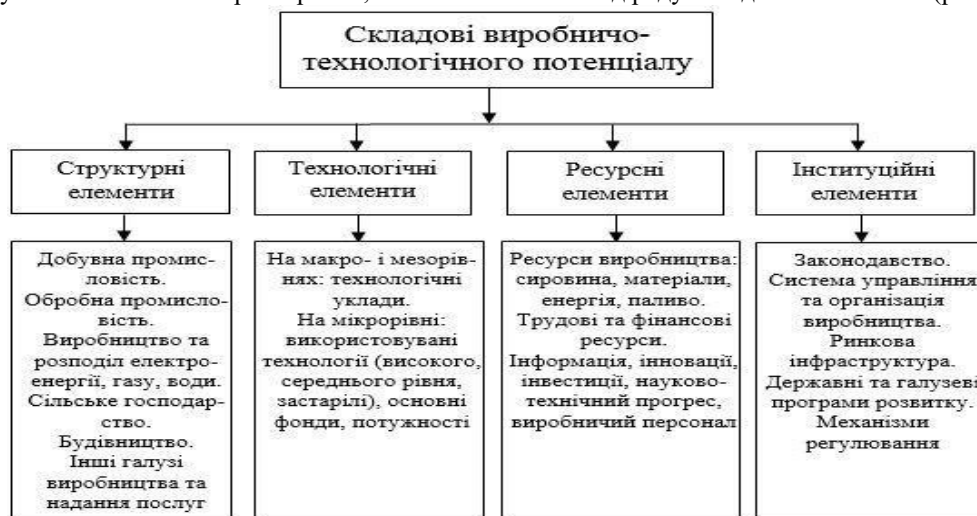 Складові виробничо-
технологічного потенціалу
Структурні
елементи
Технологічні
елементи
Ресурсні
елементи
Інституційні
елементи
Добувна промис-
ловість.
Обробна промисло-
вість.
Виробництво та
розподіл електро-
енергії, газу, води.
Сільське господар-
ство.
Будівництво.
Інші галузі
виробництва та
надання послуг
На макро- і мезорів-
нях: технологічні
уклади.
На мікрорівні:
використовувані
технології (високого,
середнього рівня,
застарілі), основні
фонди, потужності
Ресурси виробництва:
сировина, матеріали,
енергія, паливо.
Трудові та фінансові
ресурси.
Інформація, інновації,
інвестиції, науково-
технічний прогрес,
виробничий персонал
Законодавство.
Система управління
та організація
виробництва.
Ринкова
інфраструктура.
Державні та галузеві
програми розвитку.
Механізми
регулювання